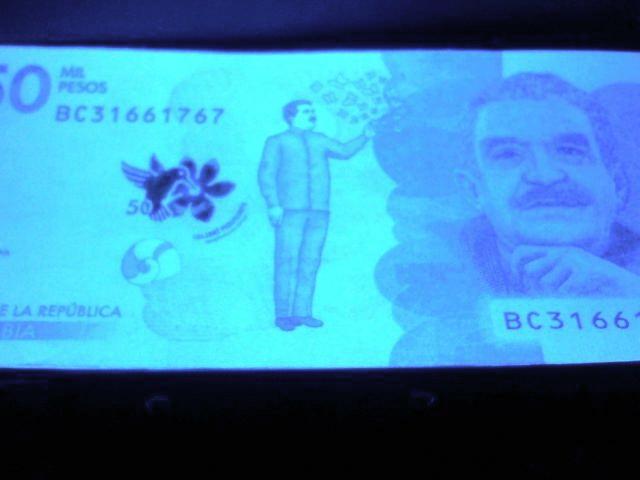 50 MIL
PESOS
BC31661767
50
E LA REPÚBLICA
BIA
BC31661